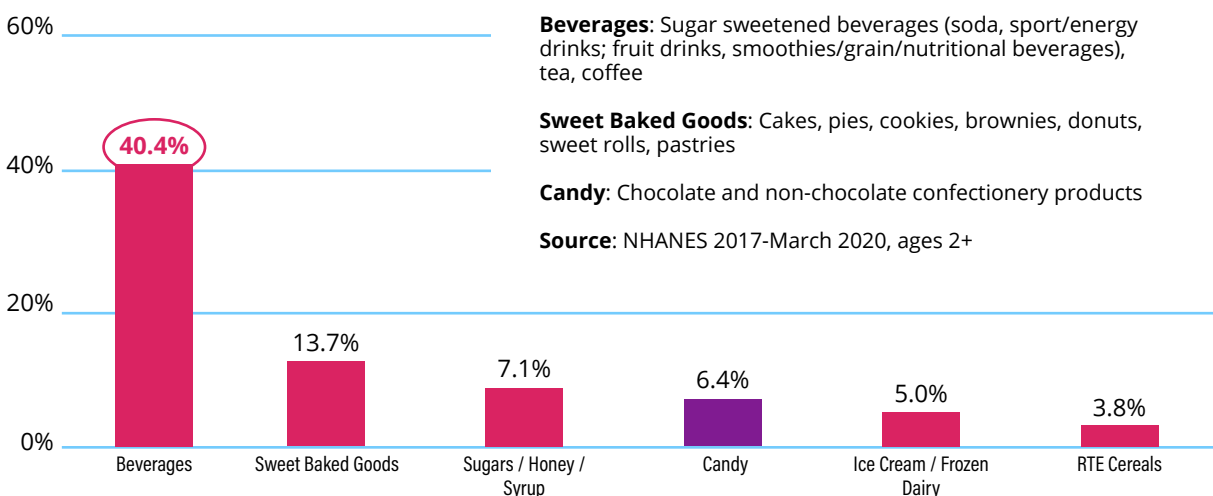 60%
40%
20%
0%
Beverages: Sugar sweetened beverages (soda, sport/energy
drinks; fruit drinks, smoothies/grain/nutritional beverages),
tea, coffee
Sweet Baked Goods: Cakes, pies, cookies, brownies, donuts,
sweet rolls, pastries
Candy: Chocolate and non-chocolate confectionery products
Source: NHANES 2017-March 2020, ages 2+
40.4%
13.7%
7.1%
6.4%
5.0%
3.8%
Beverages
Sweet Baked Goods
Sugars / Honey /
Syrup
Candy
Ice Cream / Frozen
Dairy
RTE Cereals